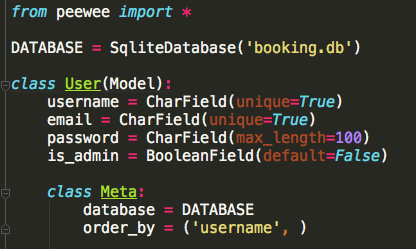 from peewee import *
DATABASE = SqliteDatabase('booking.db')
class User(Model):
username = CharField(unique=True)
email = CharField(unique=True)
password = CharField(max_length=100)
is_admin = BooleanField(default=False)
class Meta:
database = DATABASE
order_by = ('username', )